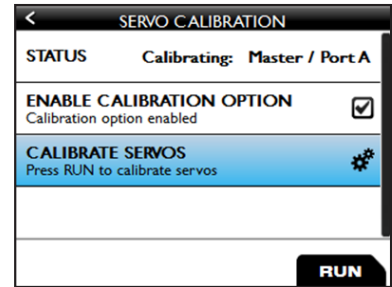 < SERVO CALIBRATION
STATUS Calibrating: Master / Port A
ENABLE CALIBRATION OPTION
Calibration option enabled
CALIBRATE SERVOS
Press RUN to calibrate servos
RUN